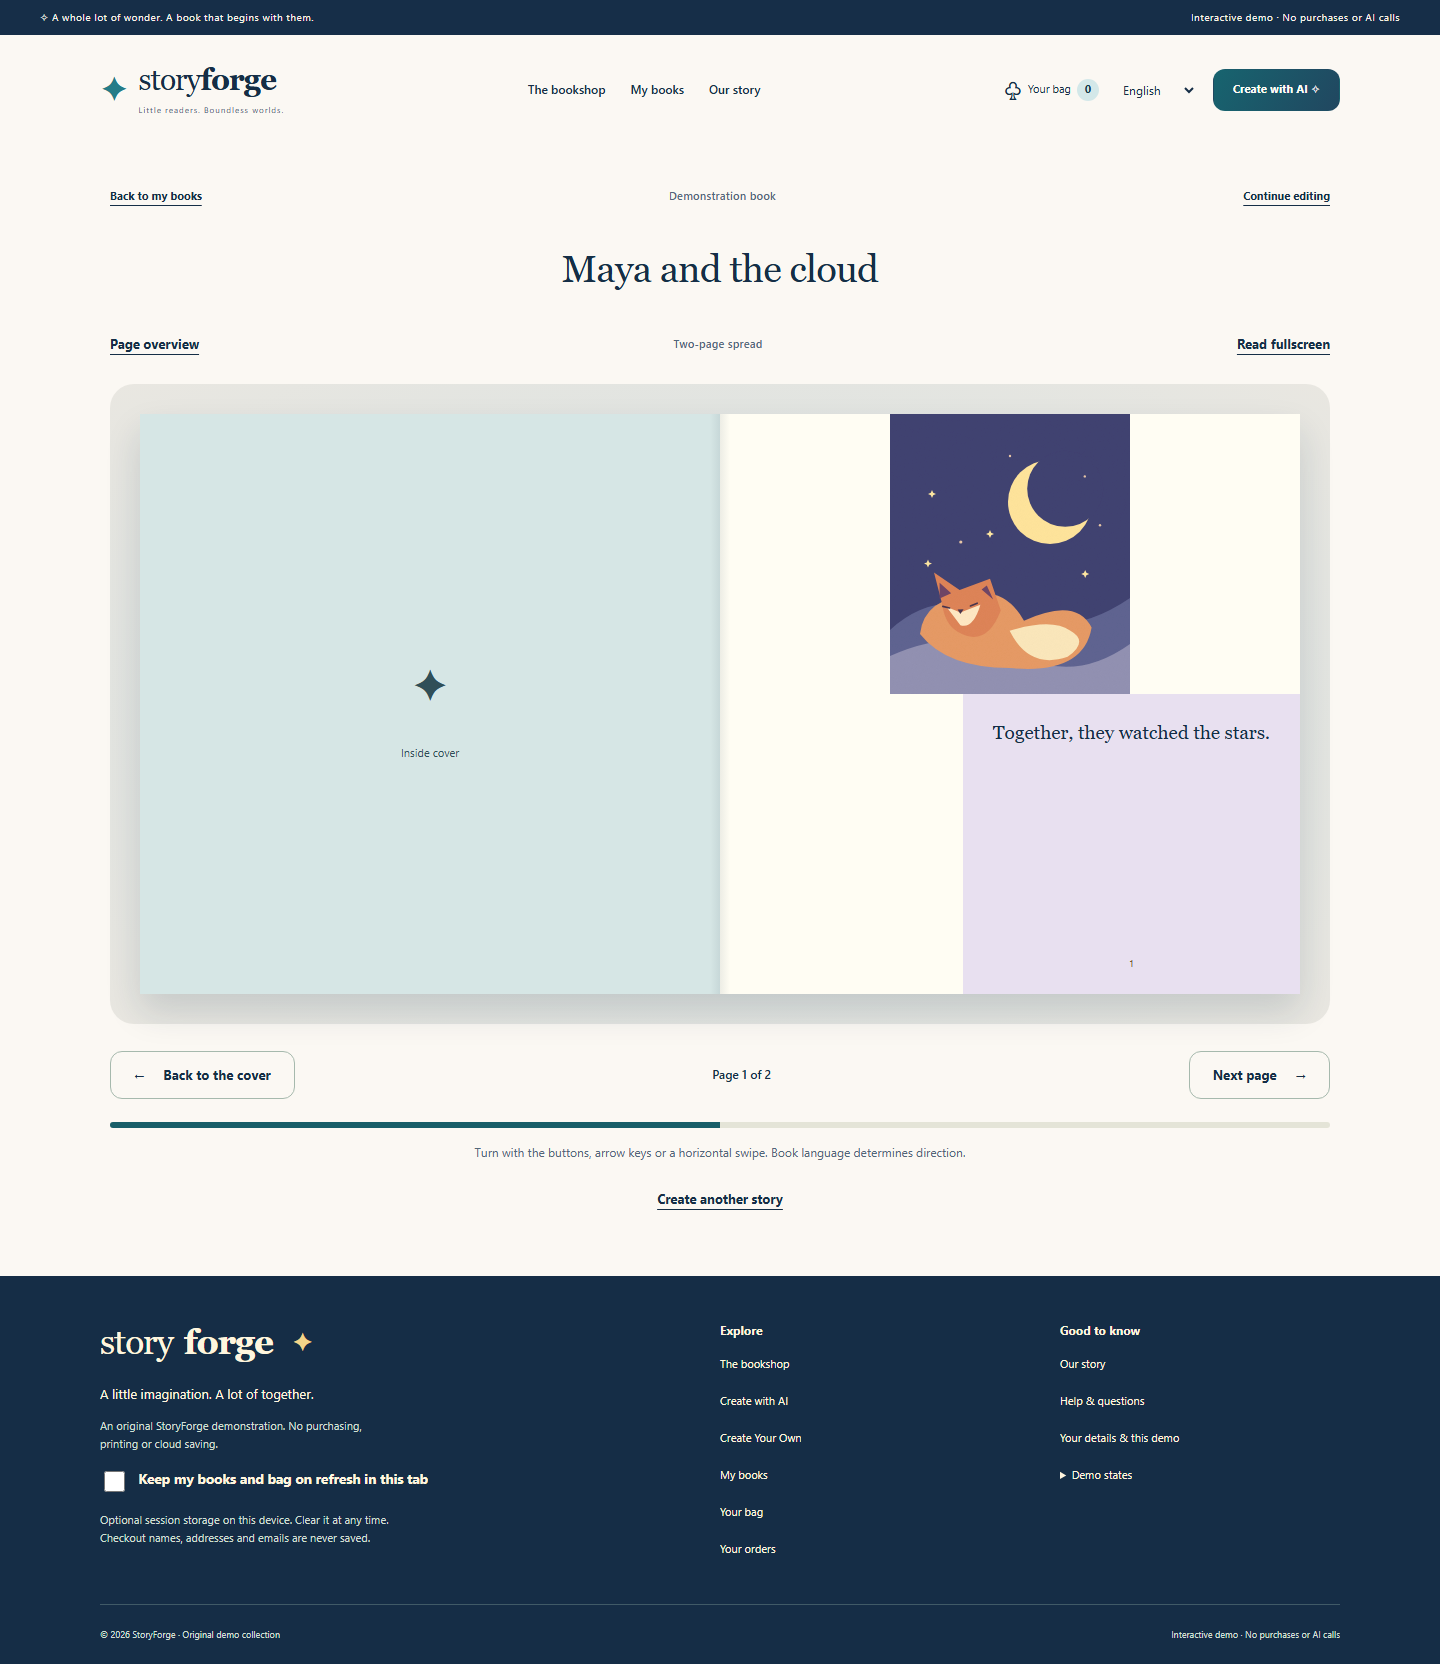 ✧ A whole lot of wonder. A book that begins with them.
Interactive demo · No purchases or AI calls
storyforge
Little readers. Boundless worlds.
The bookshop
My books
Our story
Your bag 0
English
Create with AI ✧
Back to my books
Demonstration book
Continue editing
Maya and the cloud
Page overview
Two-page spread
Read fullscreen
Inside cover
Together, they watched the stars.
1
← Back to the cover
Page 1 of 2
Next page →
Turn with the buttons, arrow keys or a horizontal swipe. Book language determines direction.
Create another story
story forge
A little imagination. A lot of together.
An original StoryForge demonstration. No purchasing,
printing or cloud saving.
Keep my books and bag on refresh in this tab
Optional session storage on this device. Clear it at any time.
Checkout names, addresses and emails are never saved.
Explore
The bookshop
Create with AI
Create Your Own
My books
Your bag
Your orders
Good to know
Our story
Help & questions
Your details & this demo
Demo states
© 2026 StoryForge · Original demo collection
Interactive demo · No purchases or AI calls